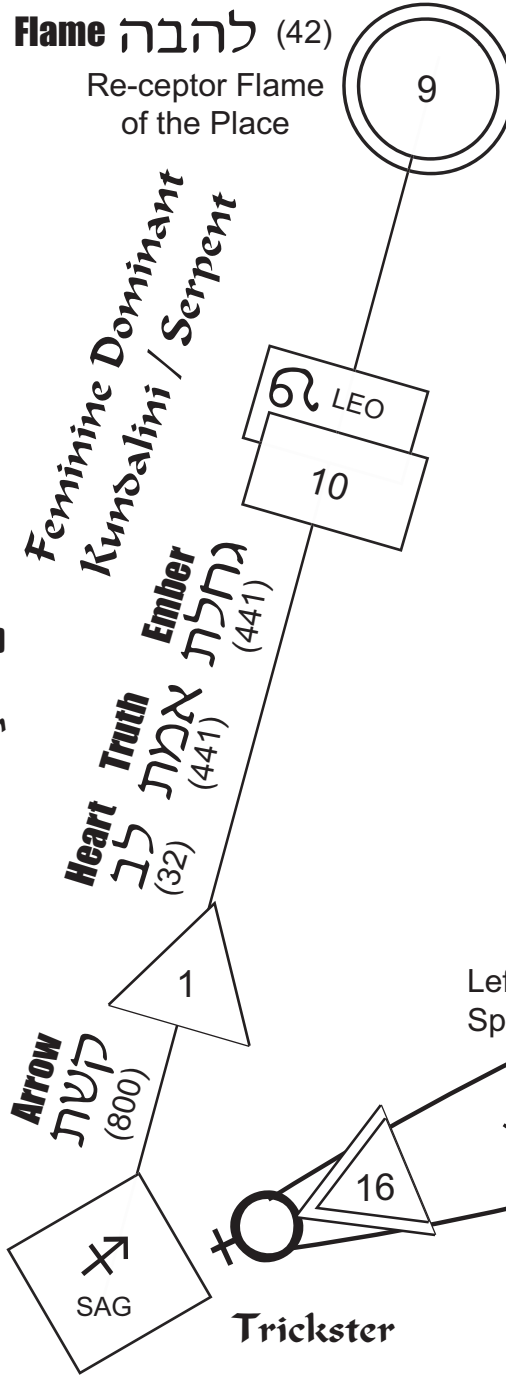 Flame להבה (42)
Re-ceptor Flame
of the Place
9
Feminine Dominant
Kundalini / Serpent
♌ LEO
10
Ember
גחלת
(441)
Truth
אמת
(441)
Heart
לב
(32)
1
Arrow
קשת
(800)
16
♐
SAG
Trickster